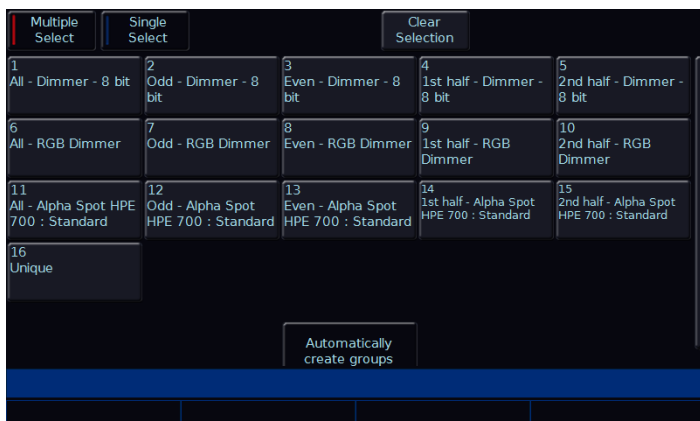 Multiple
Select
Single
Select
Clear
Selection
1
All - Dimmer - 8 bit
2
Odd - Dimmer - 8
bit
3
Even - Dimmer - 8
bit
4
1st half - Dimmer -
8 bit
5
2nd half - Dimmer -
8 bit
6
All - RGB Dimmer
7
Odd - RGB Dimmer
8
Even - RGB Dimmer
9
1st half - RGB
Dimmer
10
2nd half - RGB
Dimmer
11
All - Alpha Spot HPE
700 : Standard
12
Odd - Alpha Spot
HPE 700 : Standard
13
Even - Alpha Spot
HPE 700 : Standard
14
1st half - Alpha Spot
HPE 700 : Standard
15
2nd half - Alpha Spot
HPE 700 : Standard
16
Unique
Automatically
create groups